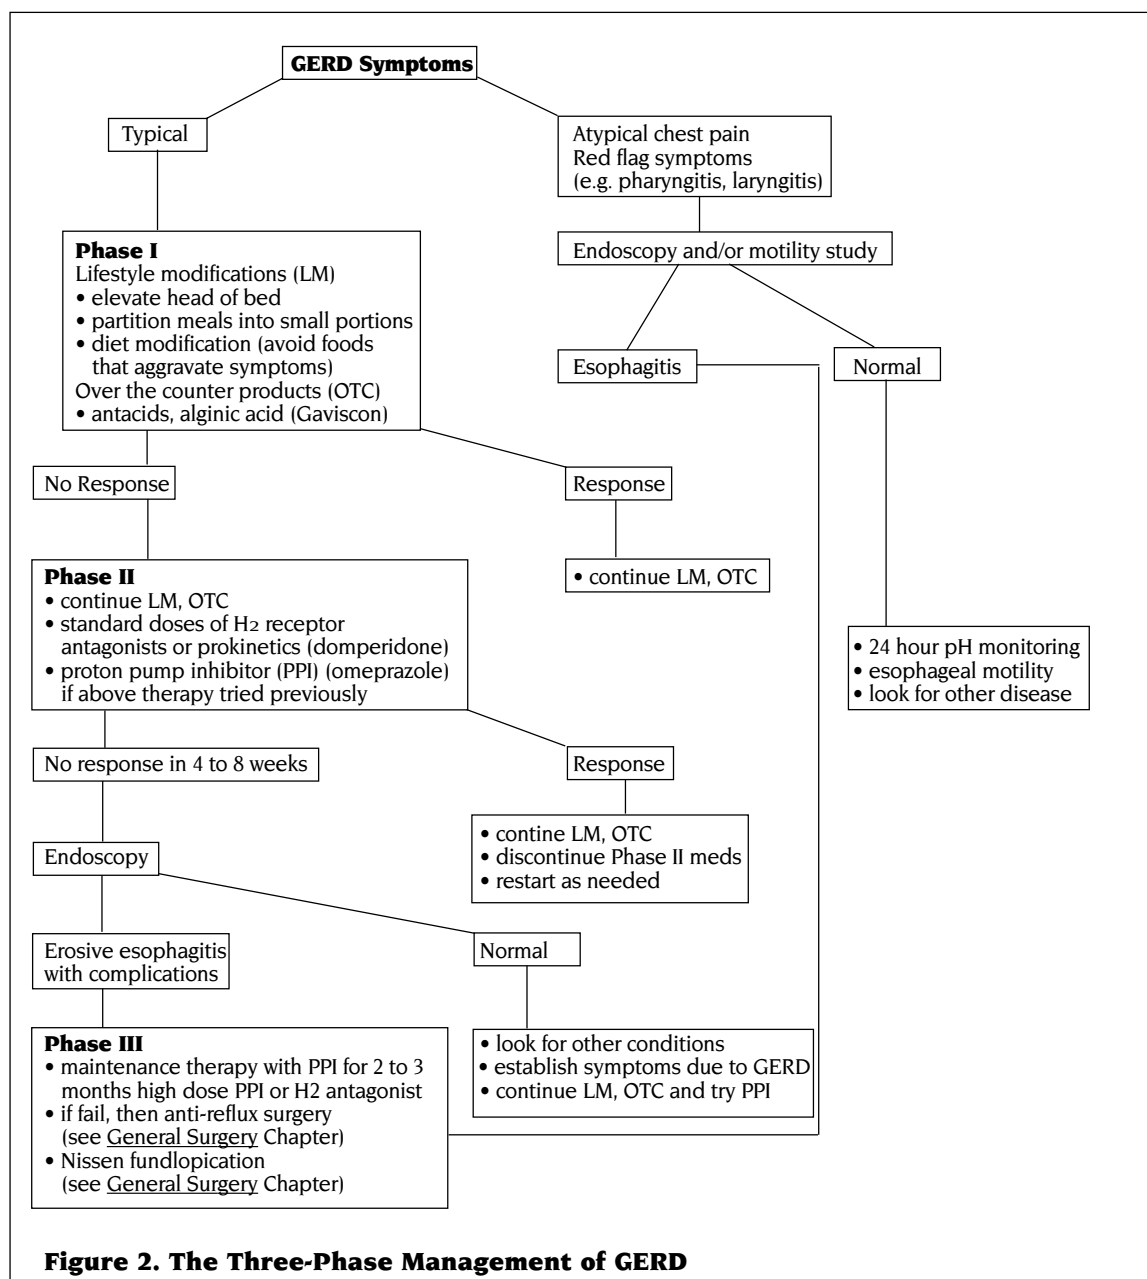 GERD Symptoms
Typical
Atypical chest pain
Red flag symptoms
(e.g. pharyngitis, laryngitis)
Phase I
Lifestyle modifications (LM)
• elevate head of bed
• partition meals into small portions
• diet modification (avoid foods
that aggravate symptoms)
Over the counter products (OTC)
• antacids, alginic acid (Gaviscon)
Endoscopy and/or motility study
Esophagitis
Normal
No Response
Response
• continue LM, OTC
Phase II
• continue LM, OTC
• standard doses of H2 receptor
antagonists or prokinetics (domperidone)
• proton pump inhibitor (PPI) (omeprazole)
if above therapy tried previously
• 24 hour pH monitoring
• esophageal motility
• look for other disease
No response in 4 to 8 weeks
Response
• contine LM, OTC
• discontinue Phase II meds
• restart as needed
Endoscopy
Erosive esophagitis
with complications
Normal
Phase III
• maintenance therapy with PPI for 2 to 3
months high dose PPI or H2 antagonist
• if fail, then anti-reflux surgery
(see General Surgery Chapter)
• Nissen fundlopication
(see General Surgery Chapter)
• look for other conditions
• establish symptoms due to GERD
• continue LM, OTC and try PPI
Figure 2. The Three-Phase Management of GERD